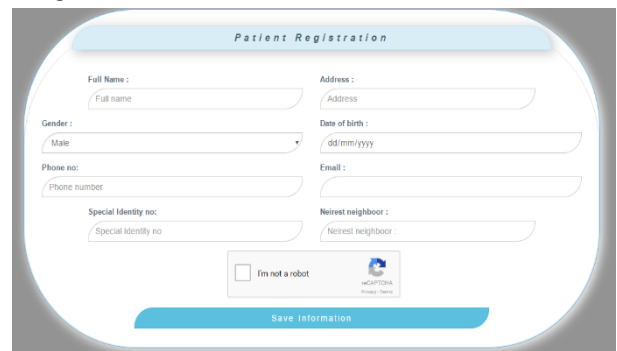 Patient Registration
Full Name : Address :
Full name Address
Gender : Date of birth :
Male dd/mm/yyyy
Phone no: Email :
Phone number
Special Identity no: Neirest neighboor :
Special Identity no Neirest neighboor :
I'm not a robot
reCAPTCHA
Privacy - Terms
Save Information